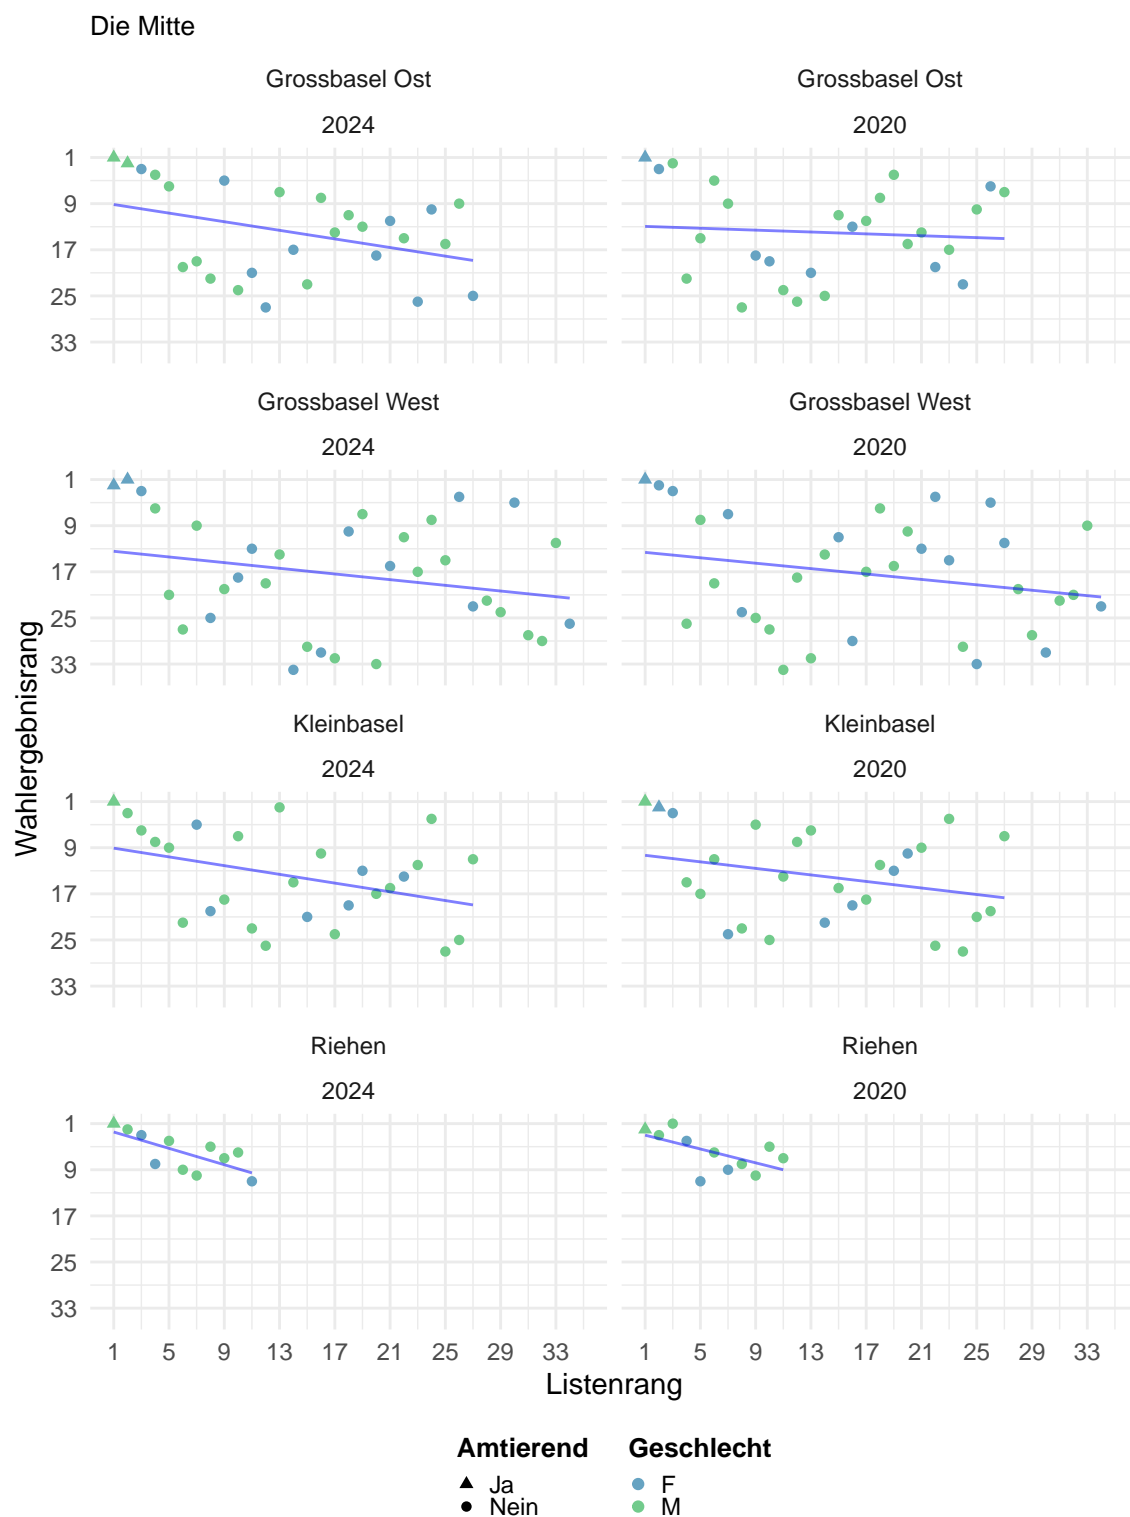 Die Mitte
Grossbasel Ost
Grossbasel Ost
2024
2020
1
9
17
25
33
Grossbasel West
Grossbasel West
2024
2020
1
9
17
25
33
Kleinbasel
Kleinbasel
2024
2020
1
9
17
25
33
Riehen
Riehen
2024
2020
1
9
17
25
33
Wahlergebnisrang
1 5 9 13 17 21 25 29 33
1 5 9 13 17 21 25 29 33
Listenrang
Amtierend
Ja
Nein
Geschlecht
F
M